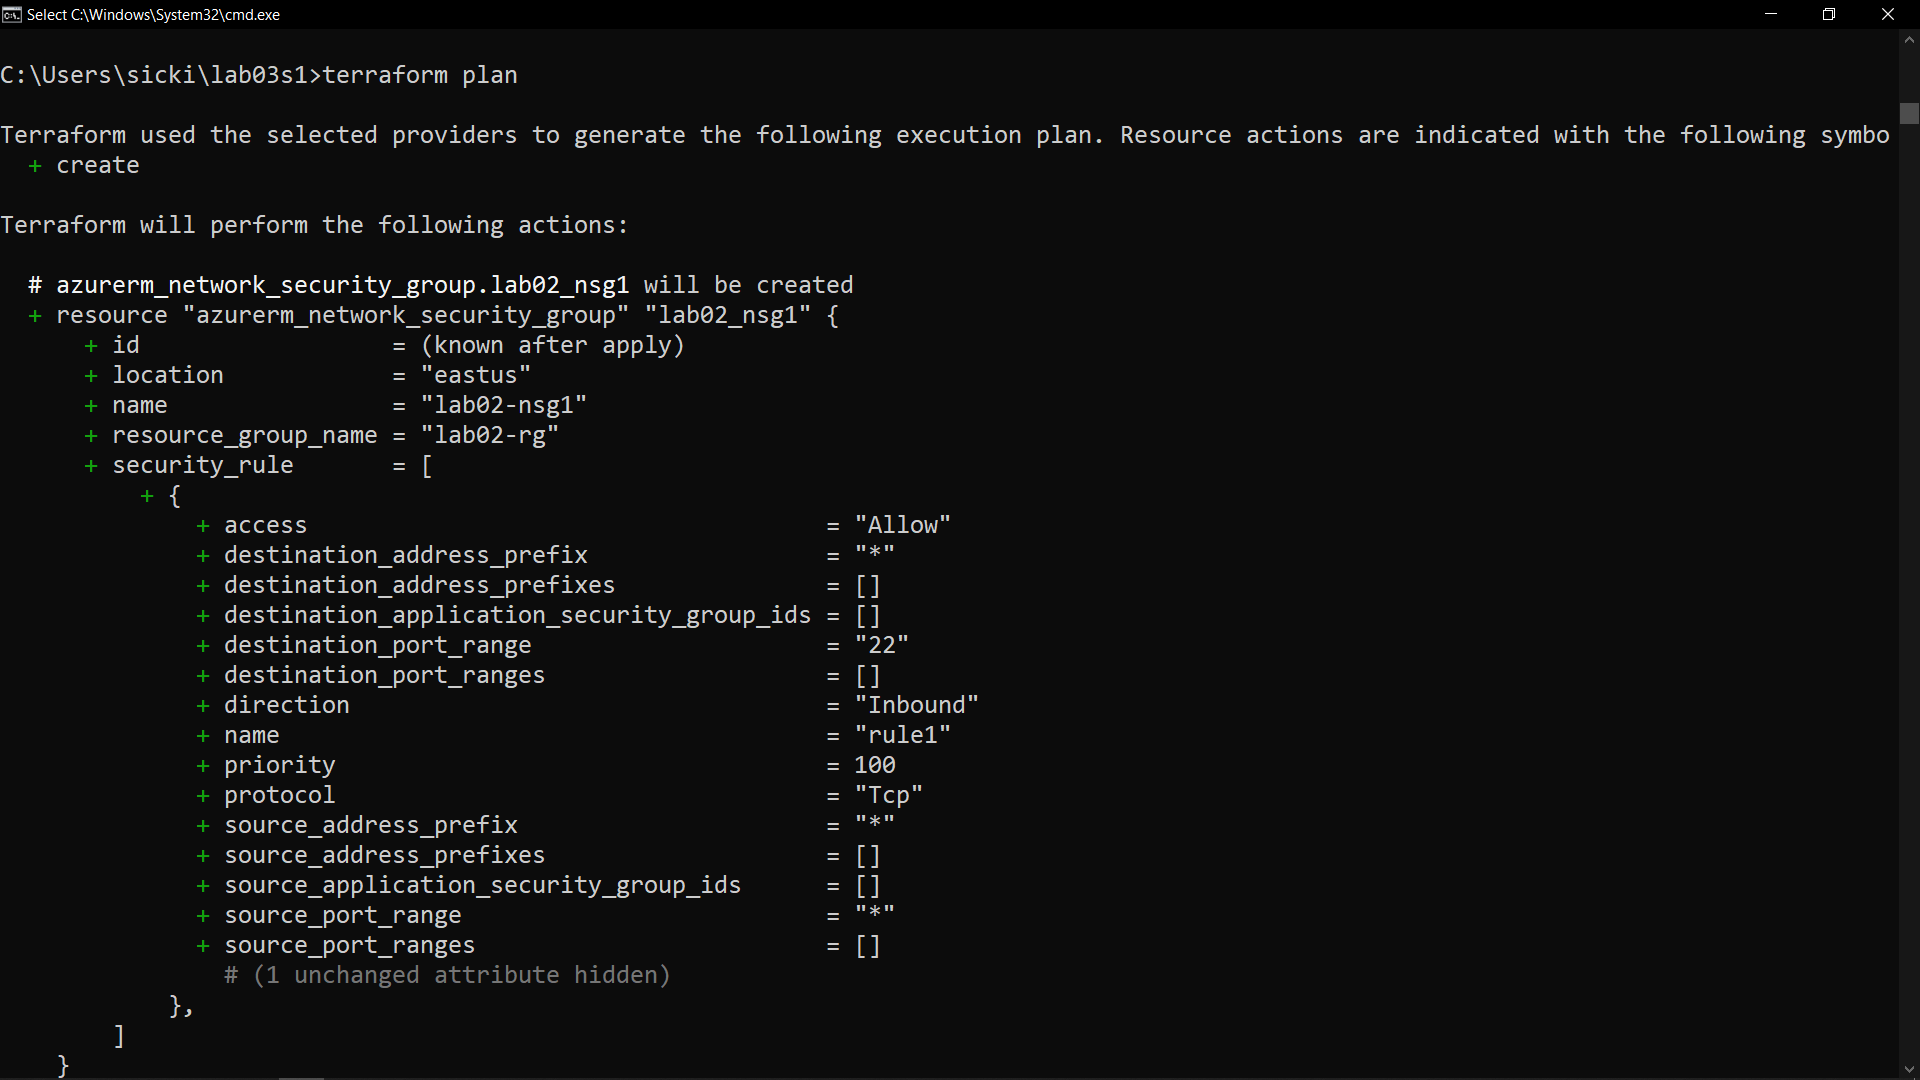 Select C:\Windows\System32\cmd.exe
C:\Users\sicki\lab03s1>terraform plan
Terraform used the selected providers to generate the following execution plan. Resource actions are indicated with the following symbo
+ create
Terraform will perform the following actions:
# azurerm_network_security_group.lab02_nsg1 will be created
+ resource "azurerm_network_security_group" "lab02_nsg1" {
+ id = (known after apply)
+ location = "eastus"
+ name = "lab02-nsg1"
+ resource_group_name = "lab02-rg"
+ security_rule = [
+ {
+ access = "Allow"
+ destination_address_prefix = "*"
+ destination_address_prefixes = []
+ destination_application_security_group_ids = []
+ destination_port_range = "22"
+ destination_port_ranges = []
+ direction = "Inbound"
+ name = "rule1"
+ priority = 100
+ protocol = "Tcp"
+ source_address_prefix = "*"
+ source_address_prefixes = []
+ source_application_security_group_ids = []
+ source_port_range = "*"
+ source_port_ranges = []
# (1 unchanged attribute hidden)
},
]
}